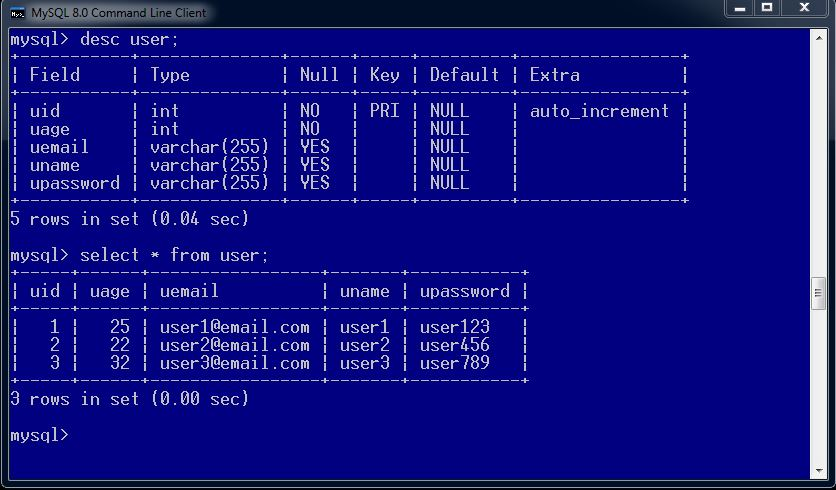 MySQL 8.0 Command Line Client
mysql> desc user;
+-----------+--------------+------+-----+---------+----------------+
| Field     | Type         | Null | Key | Default | Extra          |
+-----------+--------------+------+-----+---------+----------------+
| uid       | int          | NO   | PRI | NULL    | auto_increment |
| uage      | int          | NO   |     | NULL    |                |
| uemail    | varchar(255) | YES  |     | NULL    |                |
| uname     | varchar(255) | YES  |     | NULL    |                |
| upassword | varchar(255) | YES  |     | NULL    |                |
+-----------+--------------+------+-----+---------+----------------+
5 rows in set (0.04 sec)
mysql> select * from user;
+-----+------+-----------------+-------+-----------+
| uid | uage | uemail          | uname | upassword |
+-----+------+-----------------+-------+-----------+
|   1 |   25 | user1@email.com | user1 | user123   |
|   2 |   22 | user2@email.com | user2 | user456   |
|   3 |   32 | user3@email.com | user3 | user789   |
+-----+------+-----------------+-------+-----------+
3 rows in set (0.00 sec)
mysql>